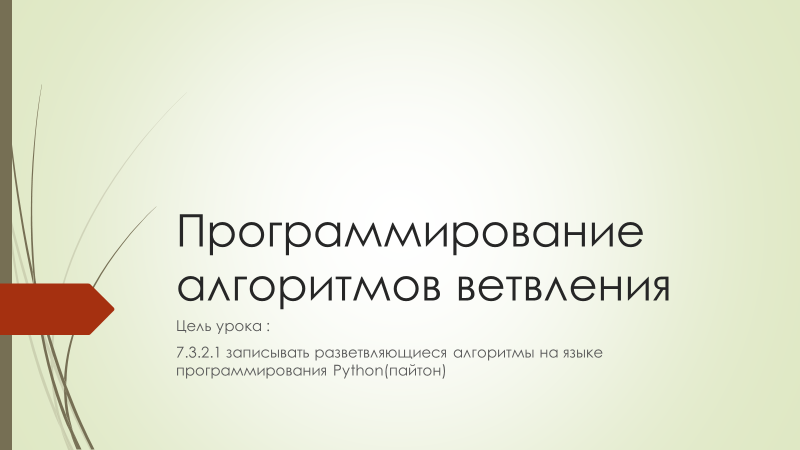 Программирование
алгоритмов ветвления
Цель урока :
7.3.2.1 записывать разветвляющиеся алгоритмы на языке
программирования Python(пайтон)